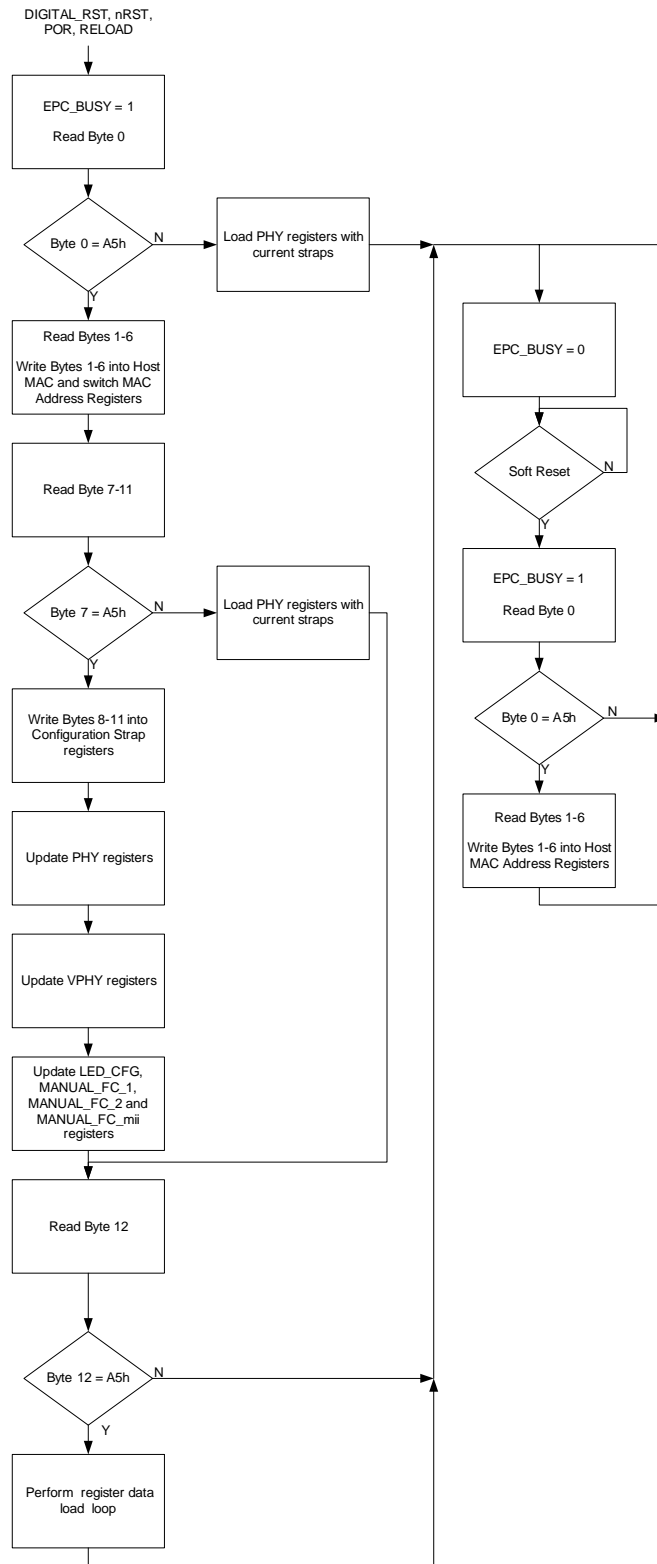 DIGITAL_RST, nRST,
POR, RELOAD
EPC_BUSY = 1
Read Byte 0
Byte 0 = A5h
N
Load PHY registers with
current straps
Y
Read Bytes 1-6
Write Bytes 1-6 into Host
MAC and switch MAC
Address Registers
Read Byte 7-11
Byte 7 = A5h
N
Load PHY registers with
current straps
Y
Write Bytes 8-11 into
Configuration Strap
registers
Update PHY registers
Update VPHY registers
Update LED_CFG,
MANUAL_FC_1,
MANUAL_FC_2 and
MANUAL_FC_mii
registers
Read Byte 12
Byte 12 = A5h
N
Y
Perform register data
load loop
EPC_BUSY = 0
Soft Reset
N
Y
EPC_BUSY = 1
Read Byte 0
Byte 0 = A5h
N
Y
Read Bytes 1-6
Write Bytes 1-6 into Host
MAC Address Registers